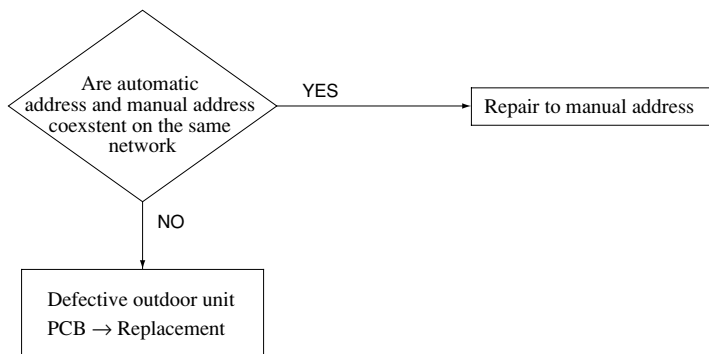 Are automatic
address and manual address
coexstent on the same
network
YES
Repair to manual address
NO
Defective outdoor unit
PCB → Replacement